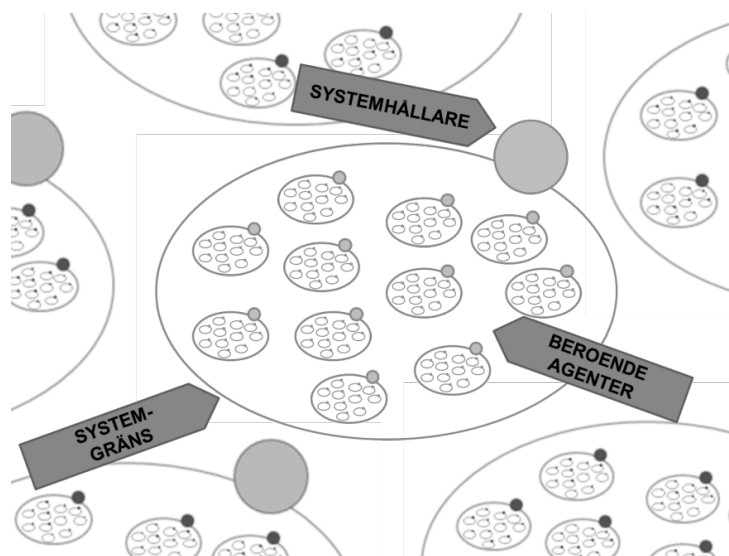 SYSTEMHÅLLARE
BEROENDE
AGENTER
SYSTEM-
GRÄNS